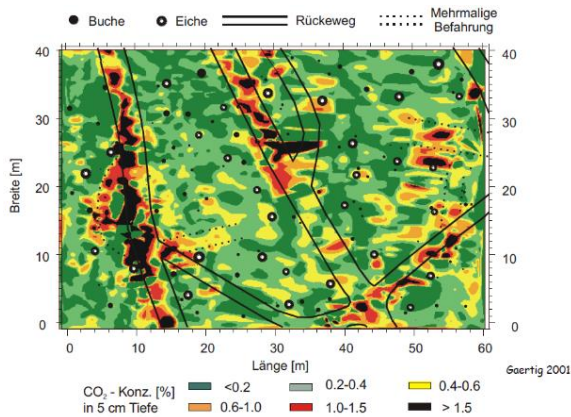 Buche Eiche Rückeweg Mehrmalige
Befahrung
40 40
30 30
20 20
10 10
0 0
Breite [m]
0 10 20 30 40 50 60
Länge [m]
Gaertig 2001
CO₂ - Konz. [%] <0.2 0.2-0.4 0.4-0.6
in 5 cm Tiefe 0.6-1.0 1.0-1.5 > 1.5